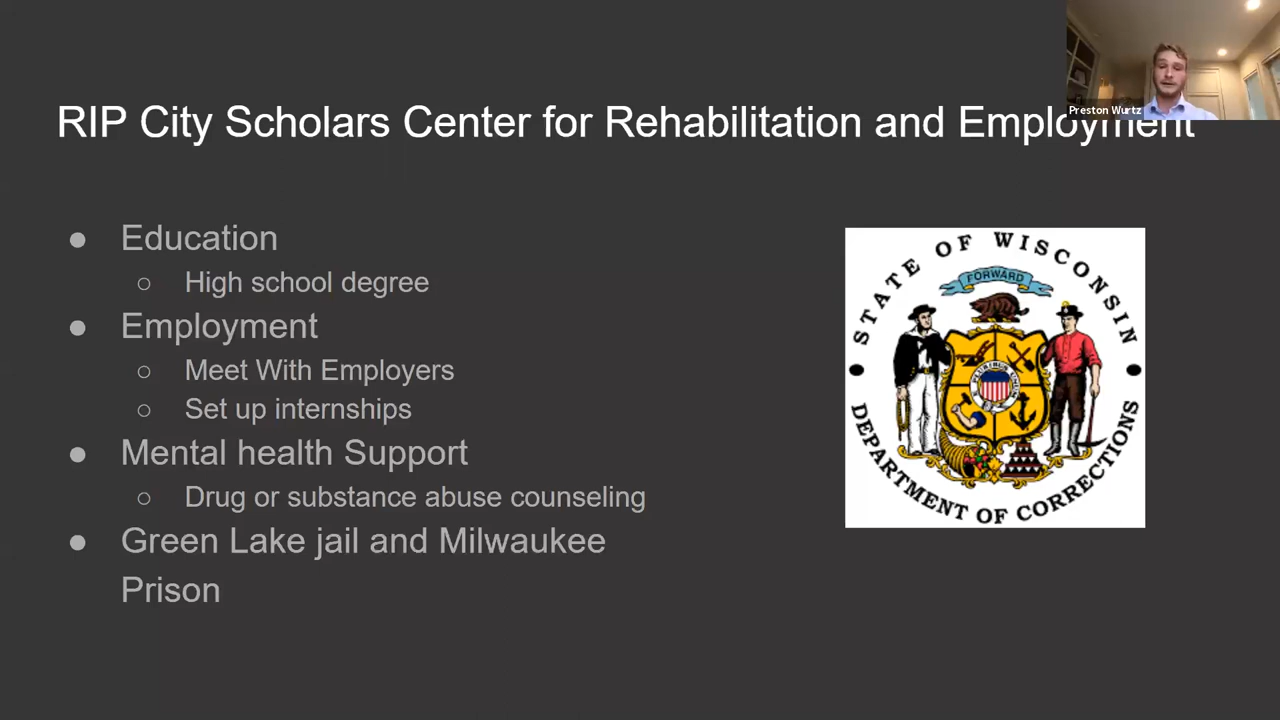 RIP City Scholars Center for Rehabilitation and Employment
Preston Wurtz
● Education
○ High school degree
● Employment
○ Meet With Employers
○ Set up internships
● Mental health Support
○ Drug or substance abuse counseling
● Green Lake jail and Milwaukee
Prison
STATE OF WISCONSIN
FORWARD
E PLURIBUS UNUM
DEPARTMENT OF CORRECTIONS